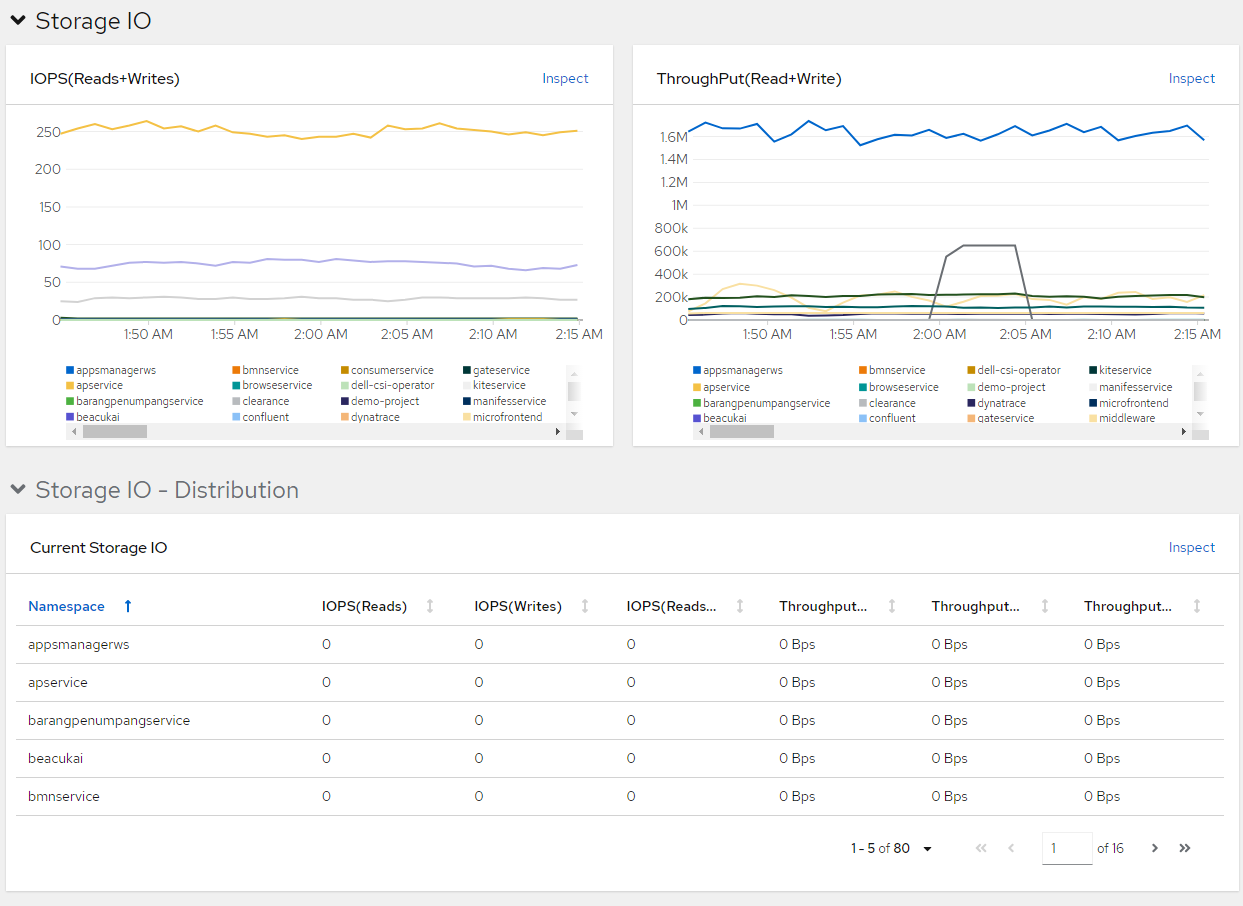 Storage IO
IOPS(Reads+Writes) Inspect
250
200
150
100
50
0
1:50 AM 1:55 AM 2:00 AM 2:05 AM 2:10 AM 2:15 AM
appsmanagerws bmnservice consumerservice gateservice
apservice browseservice dell-csi-operator kiteservice
barangpenumpangservice clearance demo-project manifesservice
beacukai confluent dynatrace microfrontend
ThroughPut(Read+Write) Inspect
1.6M
1.4M
1.2M
1M
800k
600k
400k
200k
0
1:50 AM 1:55 AM 2:00 AM 2:05 AM 2:10 AM 2:15 AM
appsmanagerws bmnservice dell-csi-operator kiteservice
apservice browseservice demo-project manifesservice
barangpenumpangservice clearance dynatrace microfrontend
beacukai confluent gateservice middleware
Storage IO - Distribution
Current Storage IO Inspect
Namespace IOPS(Reads) IOPS(Writes) IOPS(Reads... Throughput... Throughput... Throughput...
appsmanagerws 0 0 0 0 Bps 0 Bps 0 Bps
apservice 0 0 0 0 Bps 0 Bps 0 Bps
barangpenumpangservice 0 0 0 0 Bps 0 Bps 0 Bps
beacukai 0 0 0 0 Bps 0 Bps 0 Bps
bmnservice 0 0 0 0 Bps 0 Bps 0 Bps
1 - 5 of 80 1 of 16